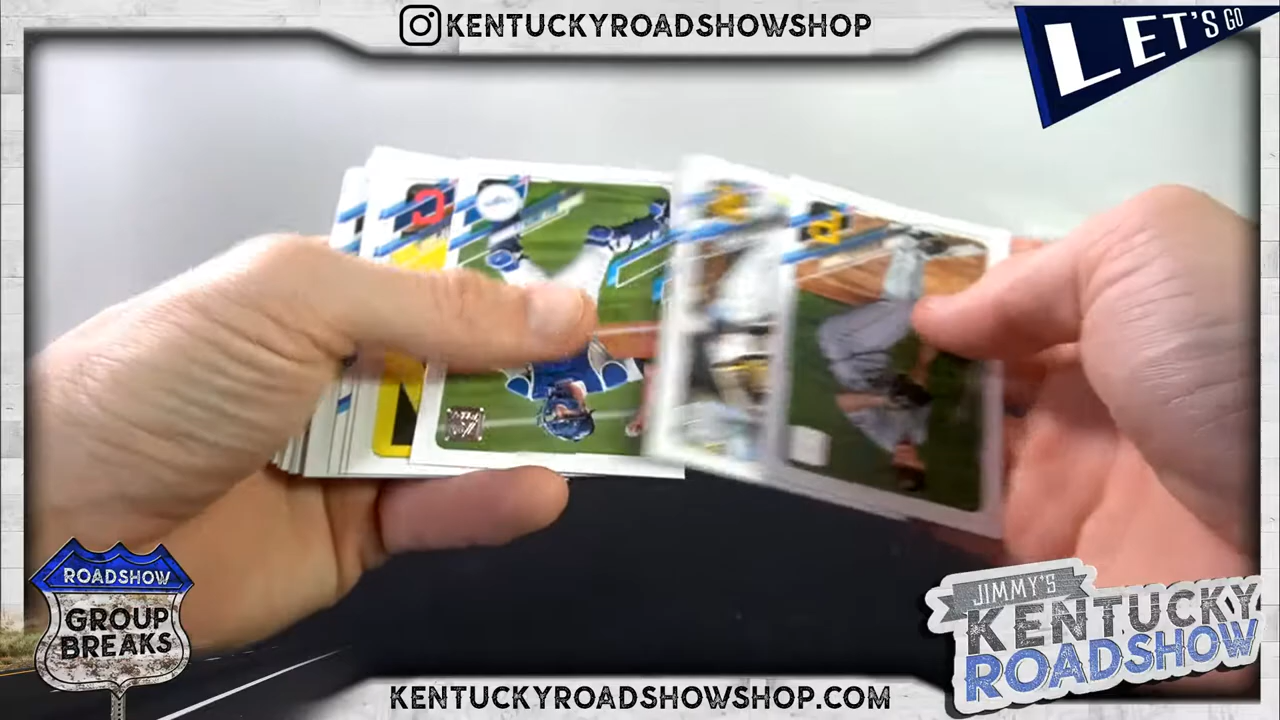 KENTUCKYROADSHOWSHOP
LET'S GO
ROADSHOW
GROUP
BREAKS
JIMMY'S
KENTUCKY
ROADSHOW
KENTUCKYROADSHOWSHOP.COM